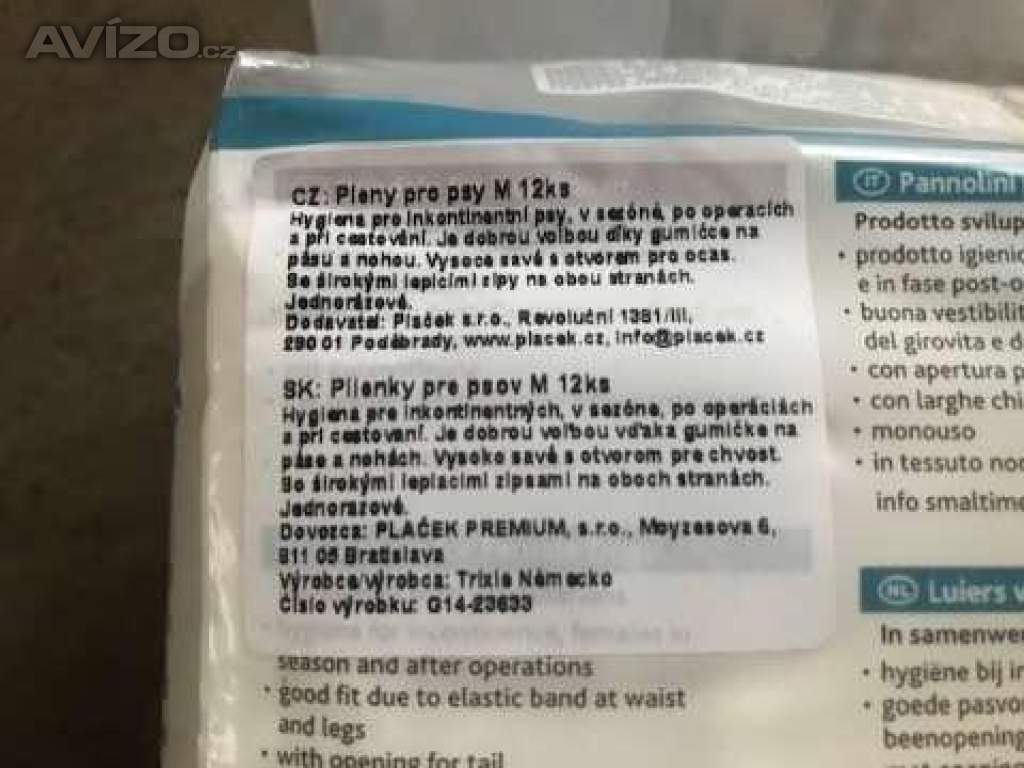 AVÍZO.cz
CZ: Pleny pro psy M 12ks
Hygiena pro inkontinentní psy, v sezóně, po operacích
a při cestování. Je dobrou volbou díky gumičce na
pásu a nohou. Vysoce savé s otvorem pro ocas.
Se širokými lepícími zipy na obou stranách.
Jednorázové.
Dodavatel: Plaček s.r.o., Revoluční 1381/III,
290 01 Poděbrady, www.placek.cz, info@placek.cz
SK: Plienky pre psov M 12ks
Hygiena pre inkontinentných, v sezóne, po operáciách
a pri cestovaní. Je dobrou voľbou vďaka gumičke na
páse a nohách. Vysoko savé s otvorom pre chvost.
So širokými lepiacimi zipsami na oboch stranách.
Jednorazové.
Dovozca: PLAČEK PREMIUM, s.r.o., Moyzesova 6,
811 05 Bratislava
Výrobce/výrobca: Trixie Německo
Číslo výrobku: G14-23633
season and after operations
• good fit due to elastic band at waist
and legs
• with opening for tail
IT Pannolini
Prodotto svilup
• prodotto igienic
e in fase post-o
• buona vestibilit
del girovita e d
• con apertura p
• con larghe chi
• monouso
• in tessuto no
info smaltime
NL Luiers v
In samenwer
• hygiëne bij in
• goede pasvor
beenopening